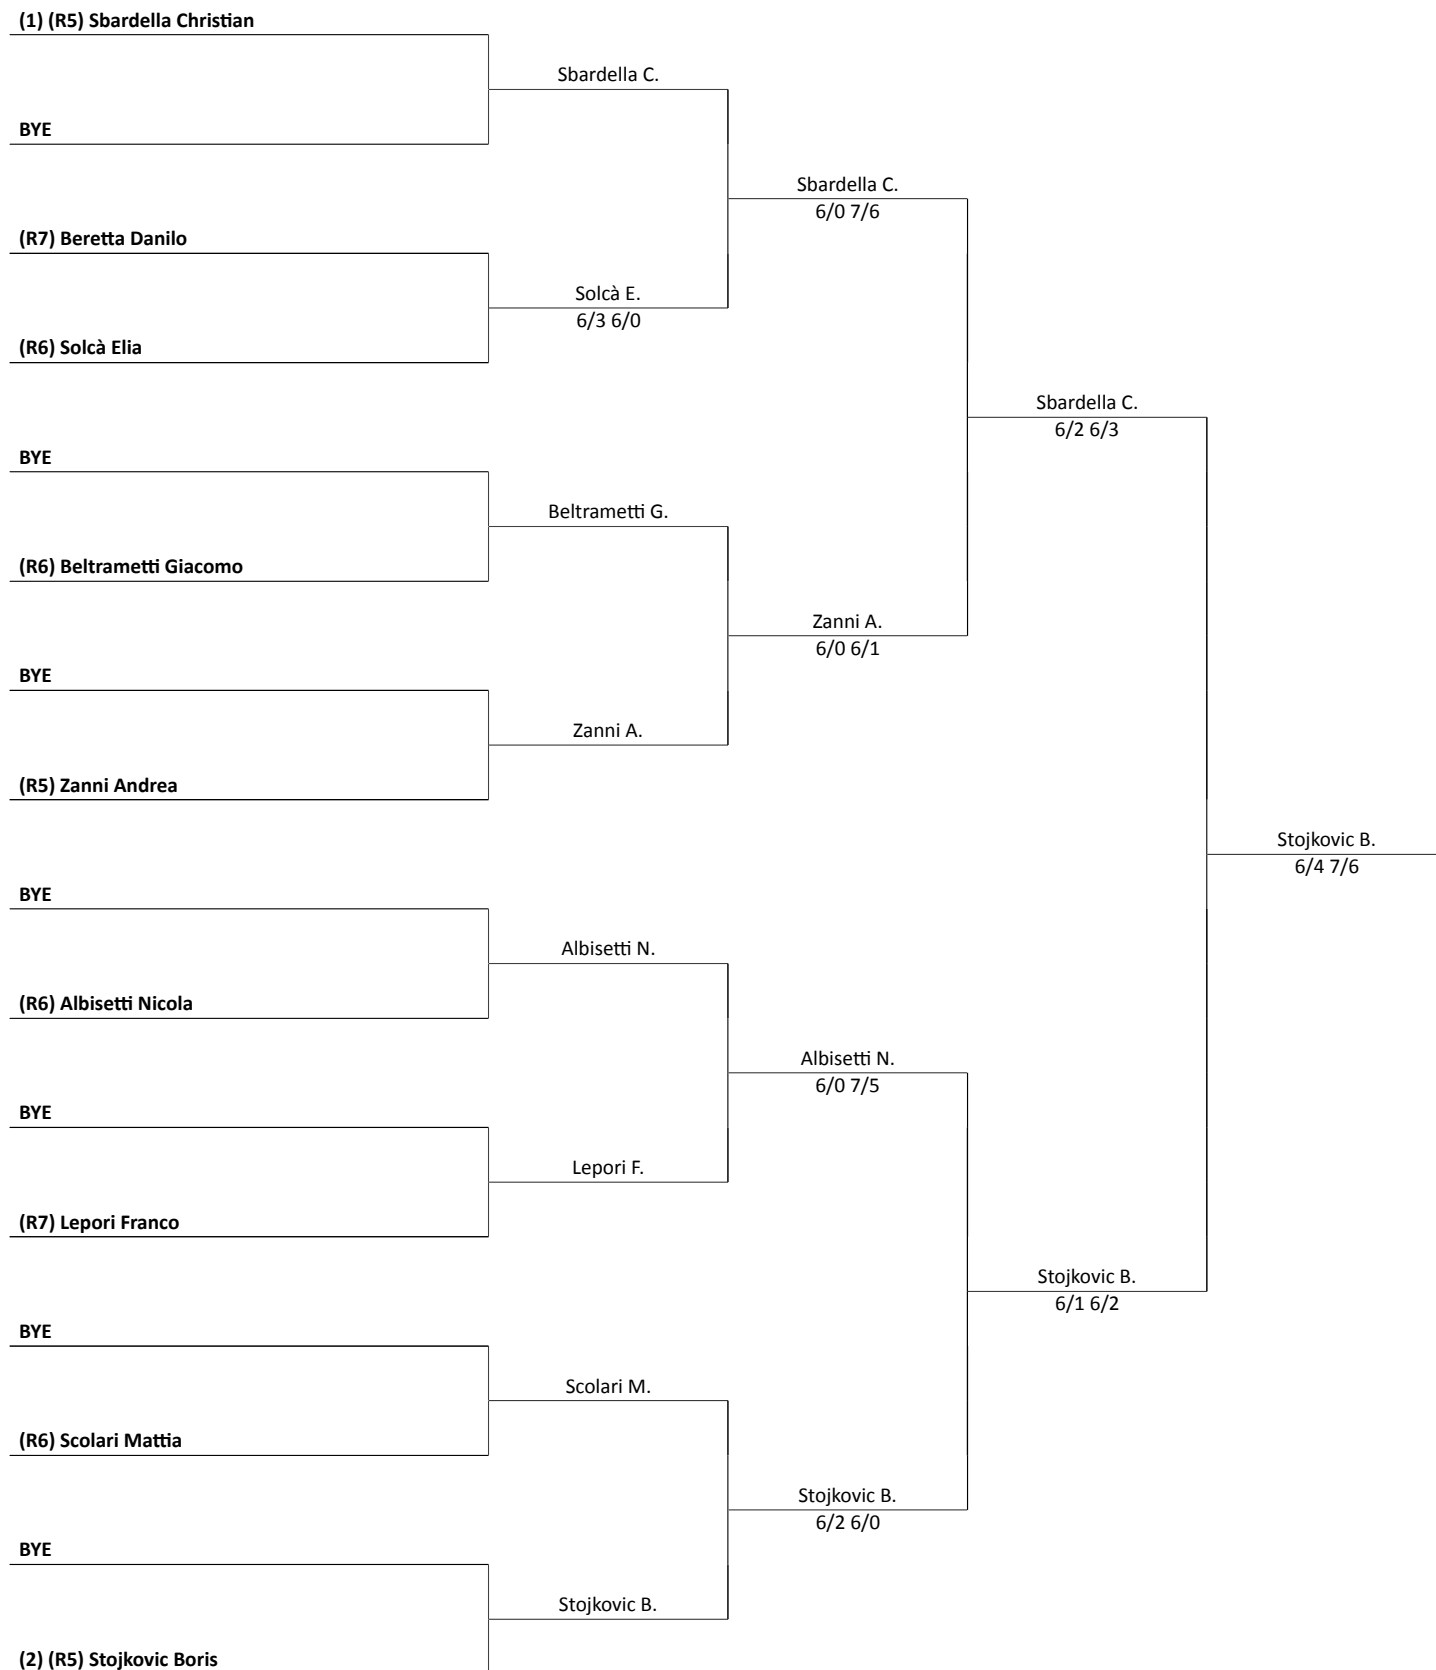 (1) (R5) Sbardella Christian
Sbardella C.
BYE
Sbardella C.
6/0 7/6
(R7) Beretta Danilo
Solcà E.
6/3 6/0
(R6) Solcà Elia
Sbardella C.
6/2 6/3
BYE
Beltrametti G.
(R6) Beltrametti Giacomo
Zanni A.
6/0 6/1
BYE
Zanni A.
(R5) Zanni Andrea
Stojkovic B.
6/4 7/6
BYE
Albisetti N.
(R6) Albisetti Nicola
Albisetti N.
6/0 7/5
BYE
Lepori F.
(R7) Lepori Franco
Stojkovic B.
6/1 6/2
BYE
Scolari M.
(R6) Scolari Mattia
Stojkovic B.
6/2 6/0
BYE
Stojkovic B.
(2) (R5) Stojkovic Boris